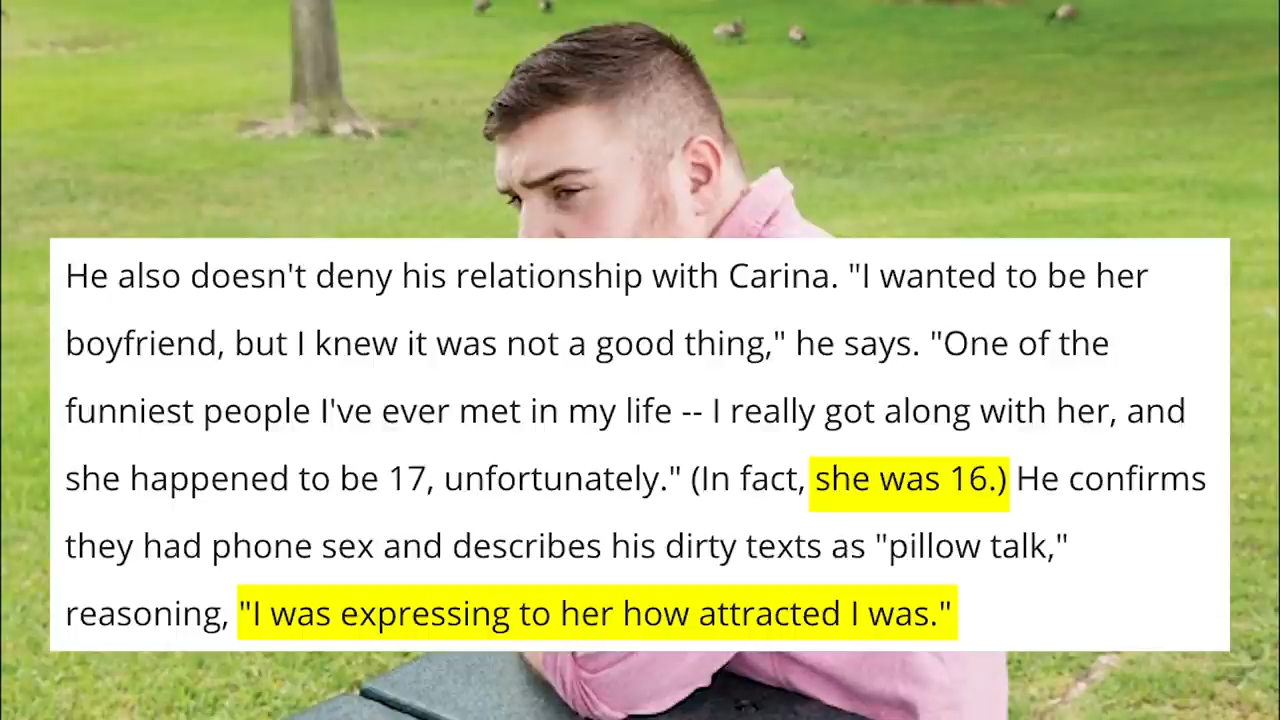 He also doesn't deny his relationship with Carina. "I wanted to be her
boyfriend, but I knew it was not a good thing," he says. "One of the
funniest people I've ever met in my life -- I really got along with her, and
she happened to be 17, unfortunately." (In fact, she was 16.) He confirms
they had phone sex and describes his dirty texts as "pillow talk,"
reasoning, "I was expressing to her how attracted I was."